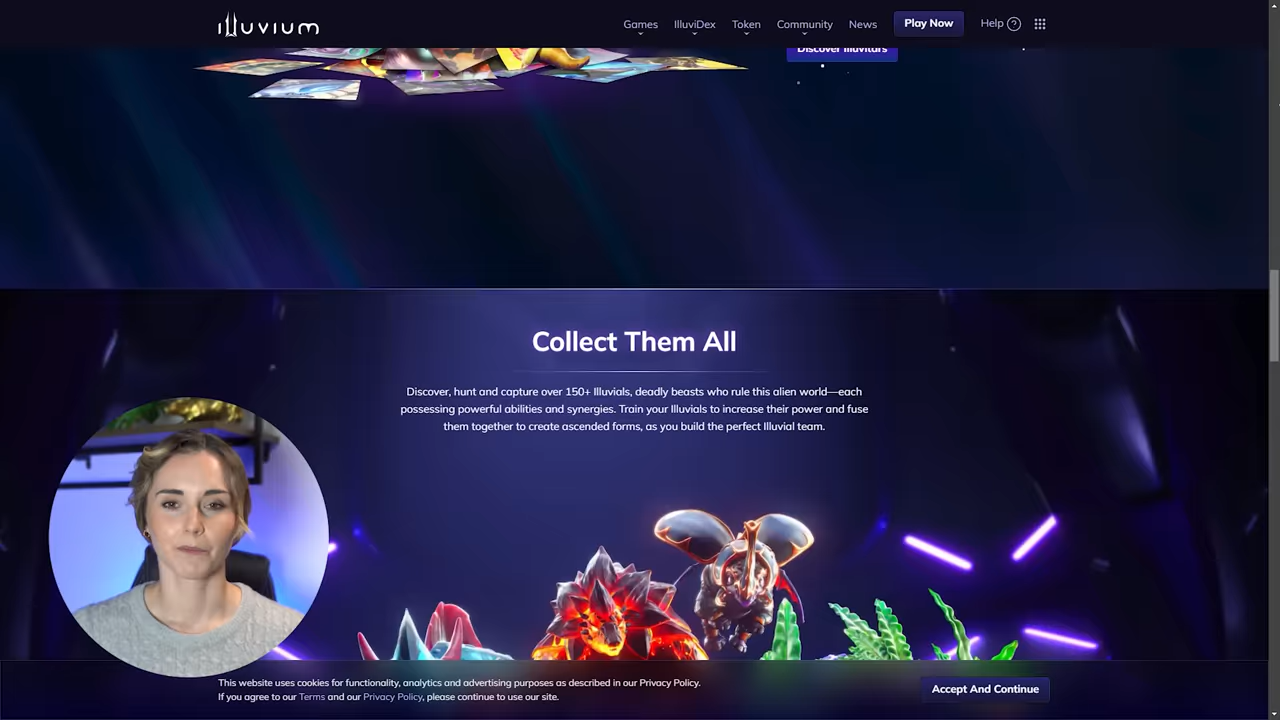 illuvium
Games
IlluviDex
Token
Community
News
Play Now
Help
Discover Illuvitars
Collect Them All
Discover, hunt and capture over 150+ Illuvials, deadly beasts who rule this alien world—each
possessing powerful abilities and synergies. Train your Illuvials to increase their power and fuse
them together to create ascended forms, as you build the perfect Illuvial team.
This website uses cookies for functionality, analytics and advertising purposes as described in our Privacy Policy.
If you agree to our Terms and our Privacy Policy, please continue to use our site.
Accept And Continue